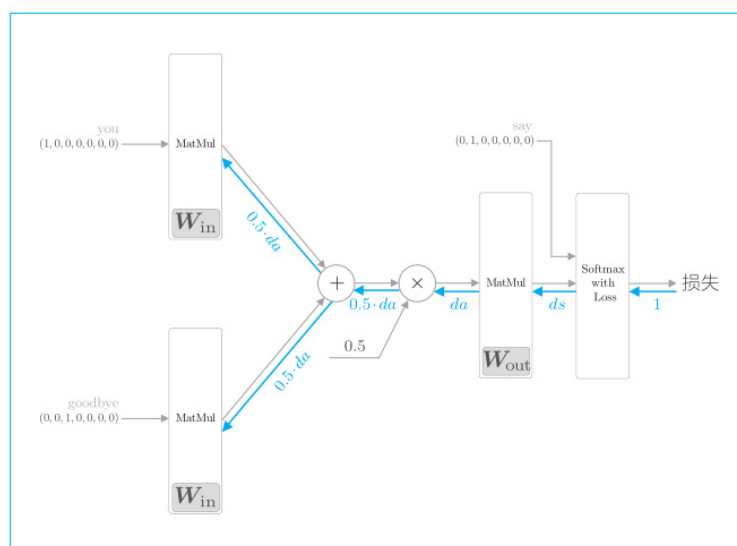 you
(1, 0, 0, 0, 0, 0, 0)
MatMul
W_in
0.5 · da
say
(0, 1, 0, 0, 0, 0, 0)
+
×
0.5 · da
da
MatMul
W_out
ds
Softmax
with
Loss
1
损失
0.5
0.5 · da
goodbye
(0, 0, 1, 0, 0, 0, 0)
MatMul
W_in